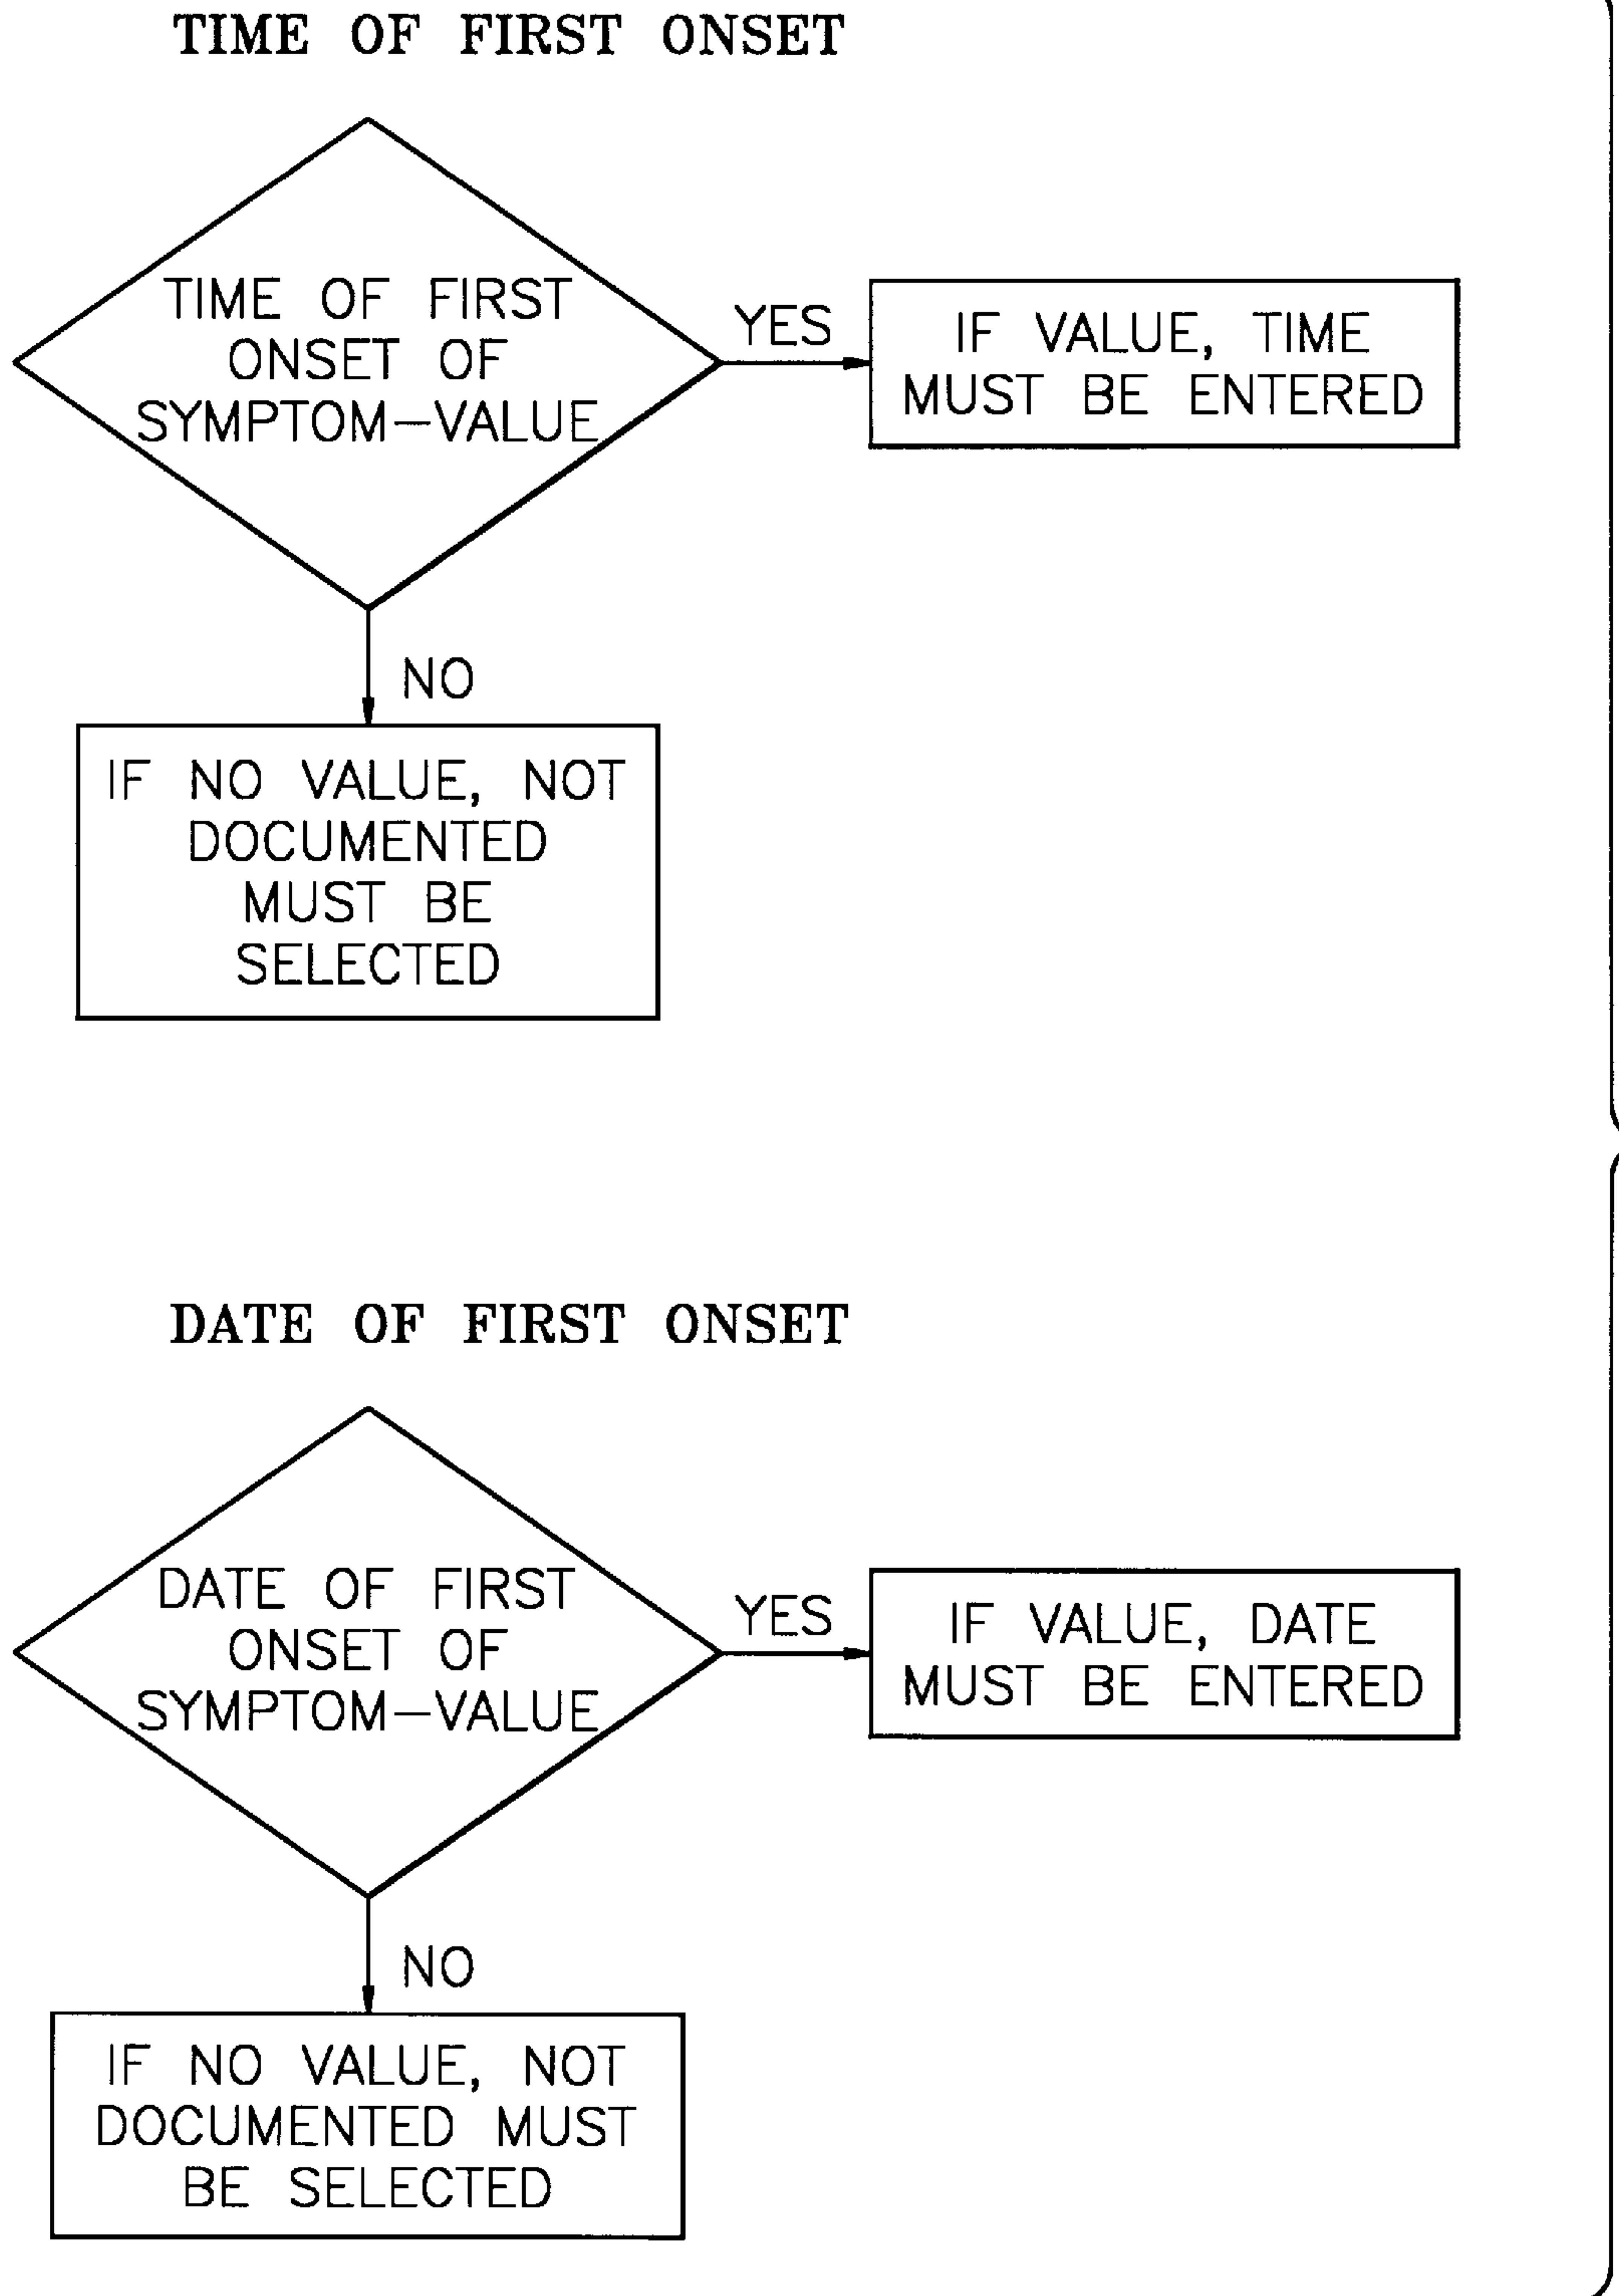 TIME OF FIRST ONSET
TIME OF FIRST
ONSET OF
SYMPTOM-VALUE
YES
IF VALUE, TIME
MUST BE ENTERED
NO
IF NO VALUE, NOT
DOCUMENTED
MUST BE
SELECTED
DATE OF FIRST ONSET
DATE OF FIRST
ONSET OF
SYMPTOM-VALUE
YES
IF VALUE, DATE
MUST BE ENTERED
NO
IF NO VALUE, NOT
DOCUMENTED MUST
BE SELECTED